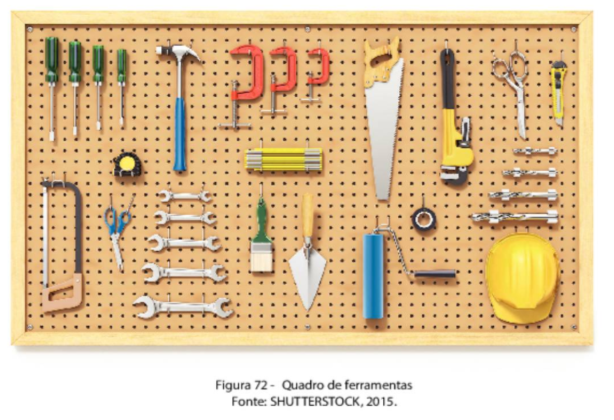 Figura 72 - Quadro de ferramentas
Fonte: SHUTTERSTOCK, 2015.